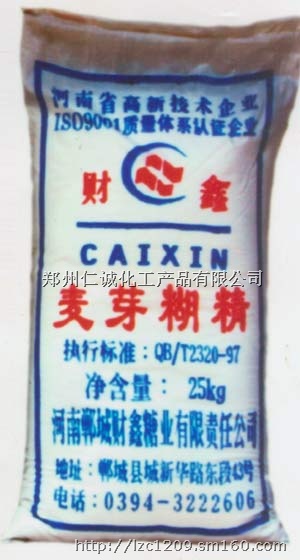 河南省高新技术企业
ISO9001质量体系认证企业
财 鑫
CAIXIN
郑州仁诚化工产品有限公司
麦芽糊精
执行标准：QB/T2320-97
净含量： 25kg
河南郸城财鑫糖业有限责任公司
地址：郸城县城新华路东段43号
电话：0394-3222606
http://lzc1209.sm160.com